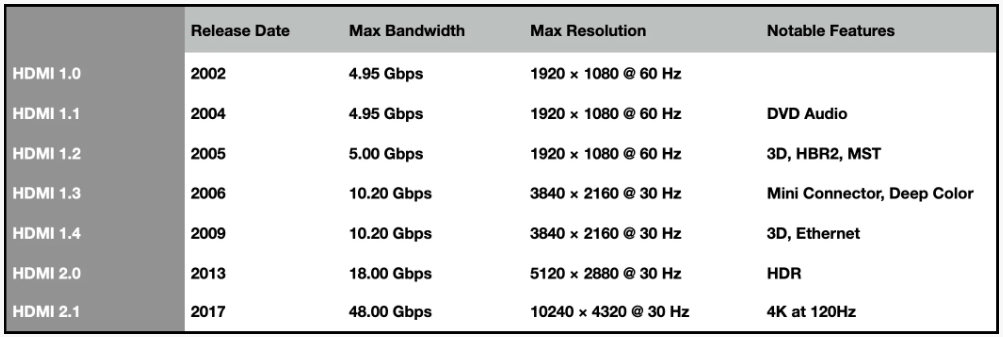 Release Date Max Bandwidth Max Resolution Notable Features
HDMI 1.0 2002 4.95 Gbps 1920 × 1080 @ 60 Hz
HDMI 1.1 2004 4.95 Gbps 1920 × 1080 @ 60 Hz DVD Audio
HDMI 1.2 2005 5.00 Gbps 1920 × 1080 @ 60 Hz 3D, HBR2, MST
HDMI 1.3 2006 10.20 Gbps 3840 × 2160 @ 30 Hz Mini Connector, Deep Color
HDMI 1.4 2009 10.20 Gbps 3840 × 2160 @ 30 Hz 3D, Ethernet
HDMI 2.0 2013 18.00 Gbps 5120 × 2880 @ 30 Hz HDR
HDMI 2.1 2017 48.00 Gbps 10240 × 4320 @ 30 Hz 4K at 120Hz